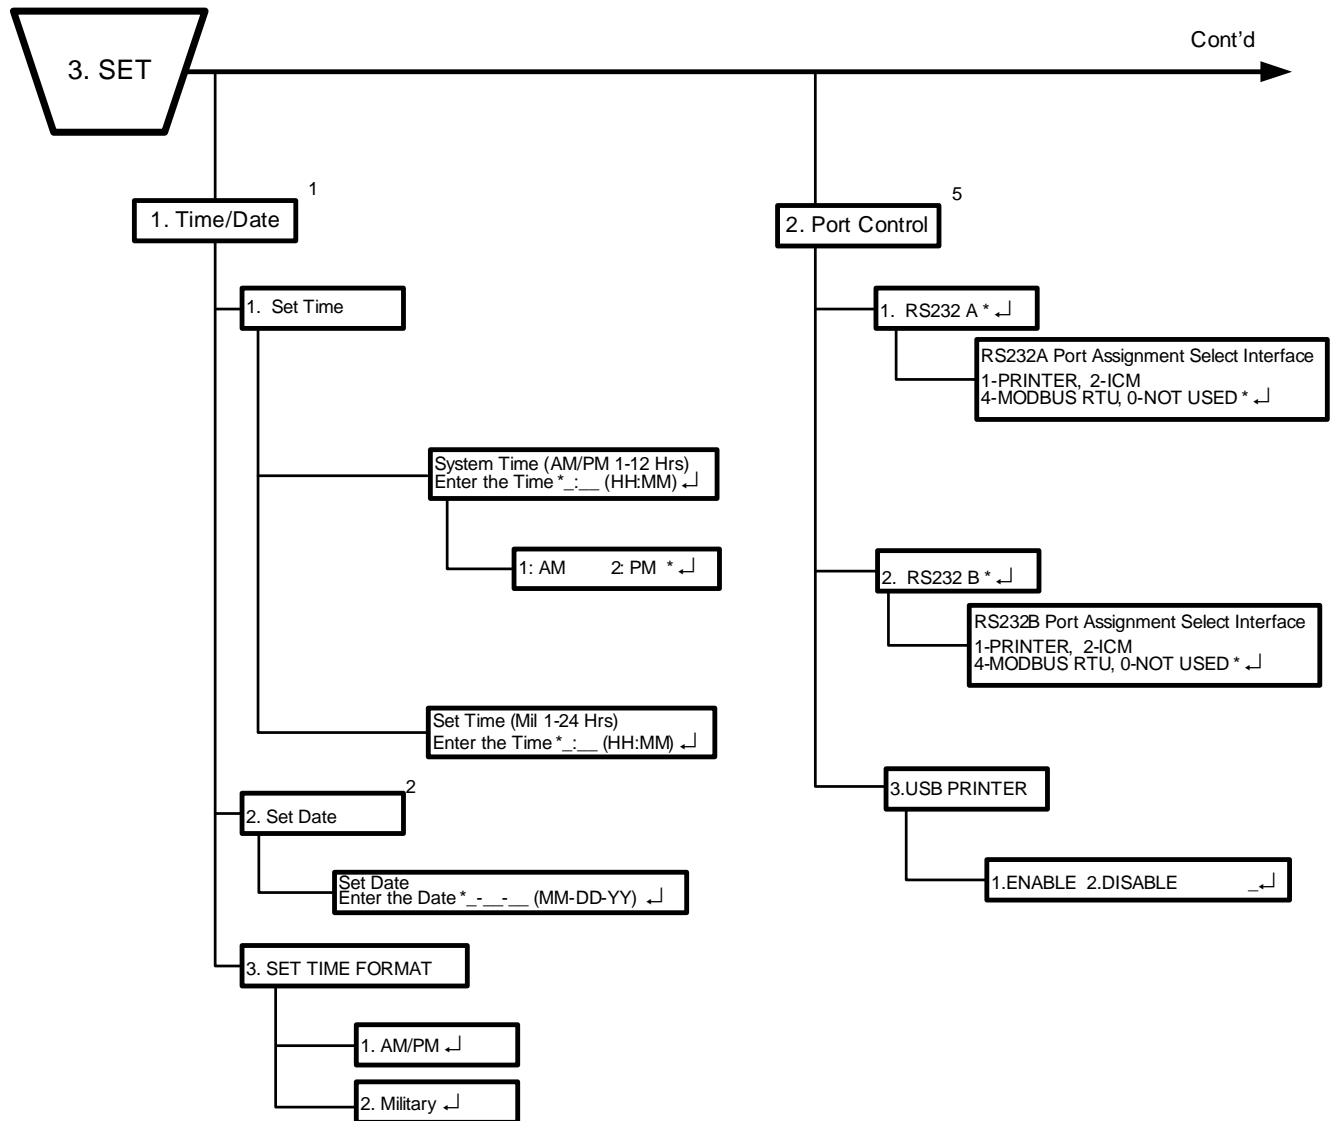 3. SET
Cont'd
1
1. Time/Date
1. Set Time
System Time (AM/PM 1-12 Hrs)
Enter the Time *_:__ (HH:MM) ↵
1: AM 2: PM * ↵
Set Time (Mil 1-24 Hrs)
Enter the Time *_:__ (HH:MM) ↵
2
2. Set Date
Set Date
Enter the Date *_-__-__ (MM-DD-YY) ↵
3. SET TIME FORMAT
1. AM/PM ↵
2. Military ↵
5
2. Port Control
1. RS232 A * ↵
RS232A Port Assignment Select Interface
1-PRINTER, 2-ICM
4-MODBUS RTU, 0-NOT USED * ↵
2. RS232 B * ↵
RS232B Port Assignment Select Interface
1-PRINTER, 2-ICM
4-MODBUS RTU, 0-NOT USED * ↵
3.USB PRINTER
1.ENABLE 2.DISABLE _↵